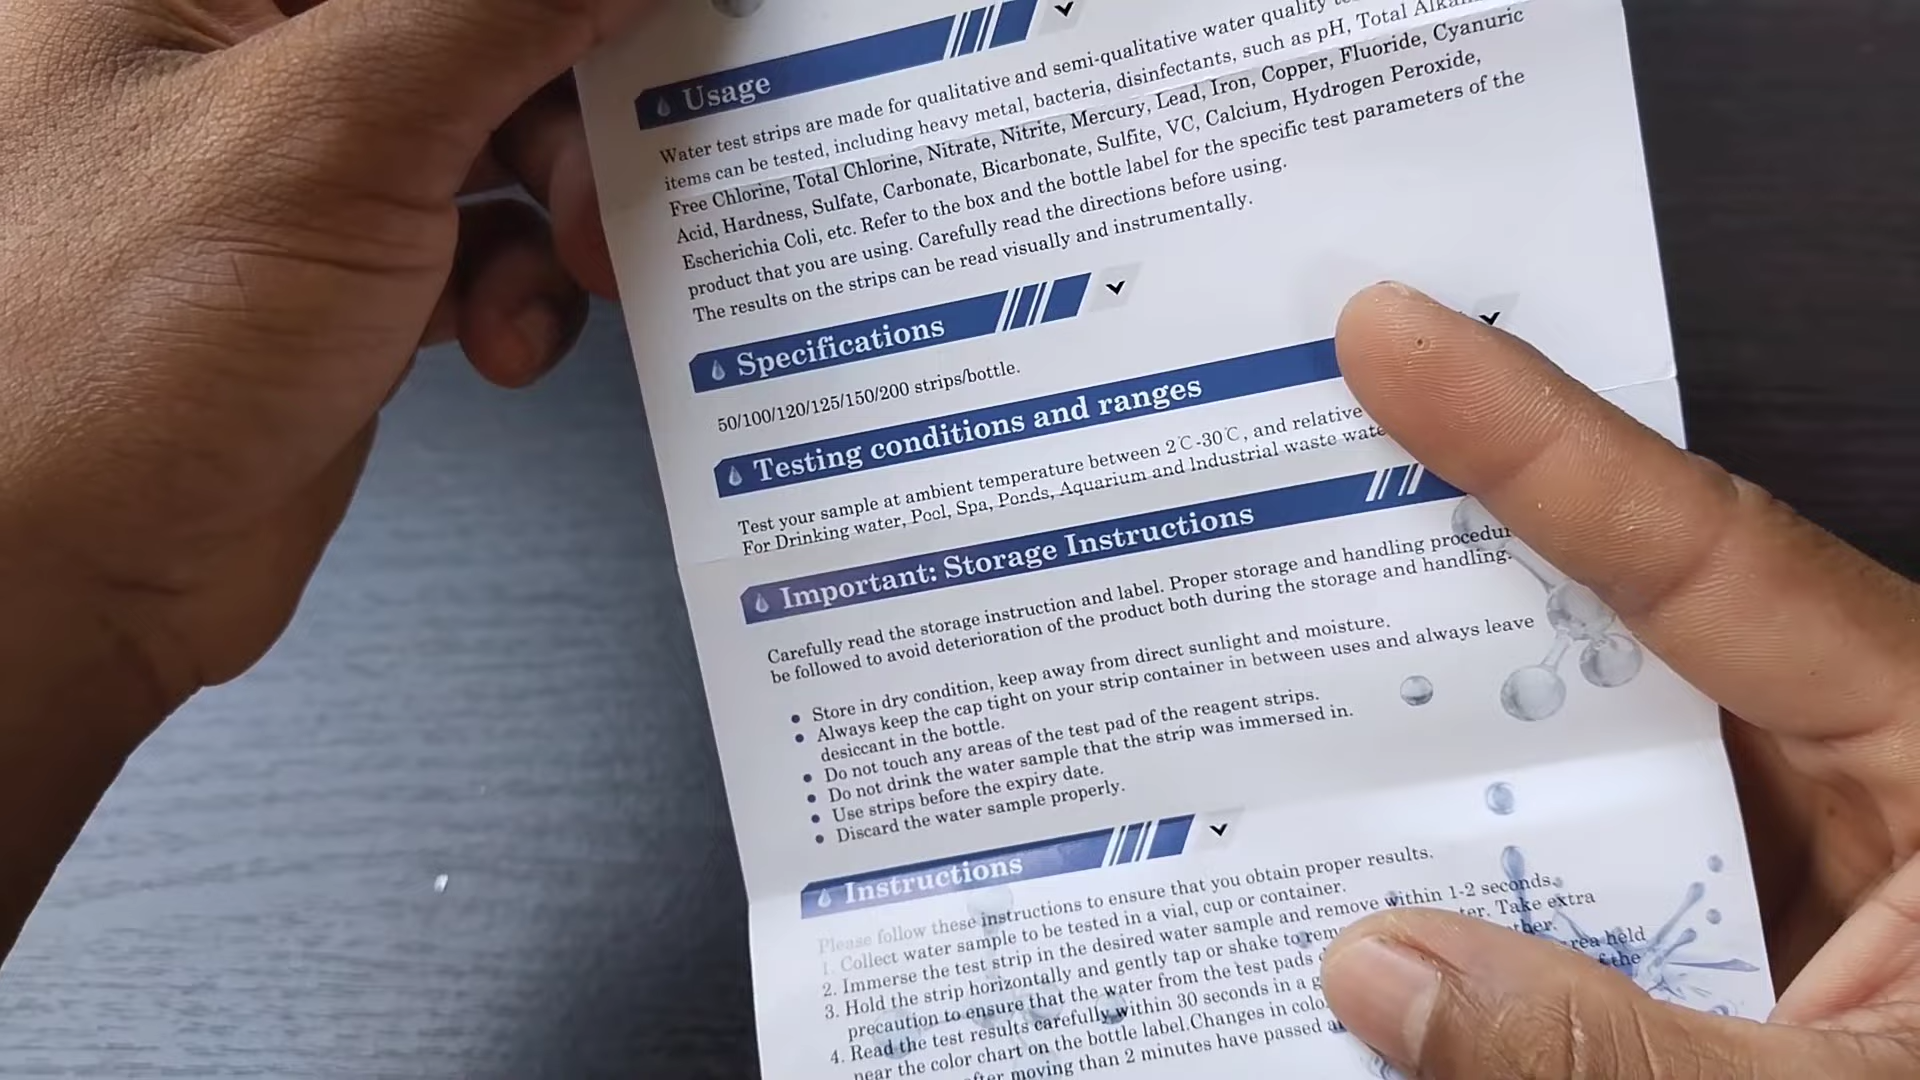 Usage
Water test strips are made for qualitative and semi-qualitative water quality
items can be tested, including heavy metal, bacteria, disinfectants, such as pH, Total
Free Chlorine, Total Chlorine, Nitrate, Nitrite, Mercury, Lead, Iron, Copper, Fluoride, Cyanuric
Acid, Hardness, Sulfate, Carbonate, Bicarbonate, Sulfite, VC, Calcium, Hydrogen Peroxide,
Escherichia Coli, etc. Refer to the box and the bottle label for the specific test parameters of the
product that you are using. Carefully read the directions before using.
The results on the strips can be read visually and instrumentally.
Specifications
50/100/120/125/150/200 strips/bottle.
Testing conditions and ranges
Test your sample at ambient temperature between 2℃-30℃, and relative
For Drinking water, Pool, Spa, Ponds, Aquarium and Industrial waste
Important: Storage Instructions
Carefully read the storage instruction and label. Proper storage and handling
be followed to avoid deterioration of the product both during the storage and handling.
• Store in dry condition, keep away from direct sunlight and moisture.
• Always keep the cap tight on your strip container in between uses and always leave
desiccant in the bottle.
• Do not touch any areas of the test pad of the reagent strips.
• Do not drink the water sample that the strip was immersed in.
• Use strips before the expiry date.
• Discard the water sample properly.
Instructions
Please follow these instructions to ensure that you obtain proper results.
1. Collect water sample to be tested in a vial, cup or container.
2. Immerse the test strip in the desired water sample and remove within 1-2 seconds.
3. Hold the strip horizontally and gently tap or shake to Take extra
precaution to ensure that the water from the test pads
4. Read the test results carefully within 30 seconds in a held
near the color chart on the bottle label.Changes in the
moving than 2 minutes have passed